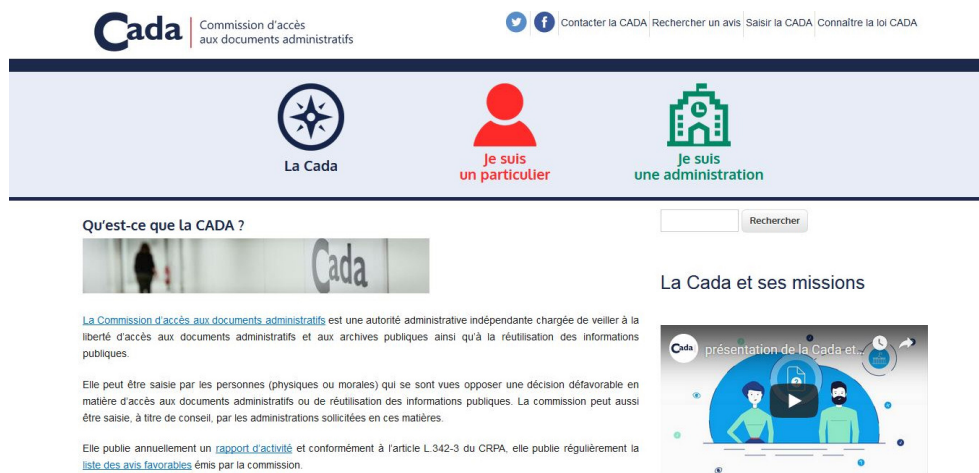 Cada
Commission d'accès
aux documents administratifs
Contacter la CADA Rechercher un avis Saisir la CADA Connaître la loi CADA
La Cada
Je suis
un particulier
Je suis
une administration
Qu'est-ce que la CADA ?
Cada
Rechercher
La Cada et ses missions
La Commission d'accès aux documents administratifs est une autorité administrative indépendante chargée de veiller à la
liberté d'accès aux documents administratifs et aux archives publiques ainsi qu'à la réutilisation des informations
publiques.
Elle peut être saisie par les personnes (physiques ou morales) qui se sont vues opposer une décision défavorable en
matière d'accès aux documents administratifs ou de réutilisation des informations publiques. La commission peut aussi
être saisie, à titre de conseil, par les administrations sollicitées en ces matières.
Elle publie annuellement un rapport d'activité et conformément à l'article L.342-3 du CRPA, elle publie régulièrement la
liste des avis favorables émis par la commission.
Cada
présentation de la Cada et...